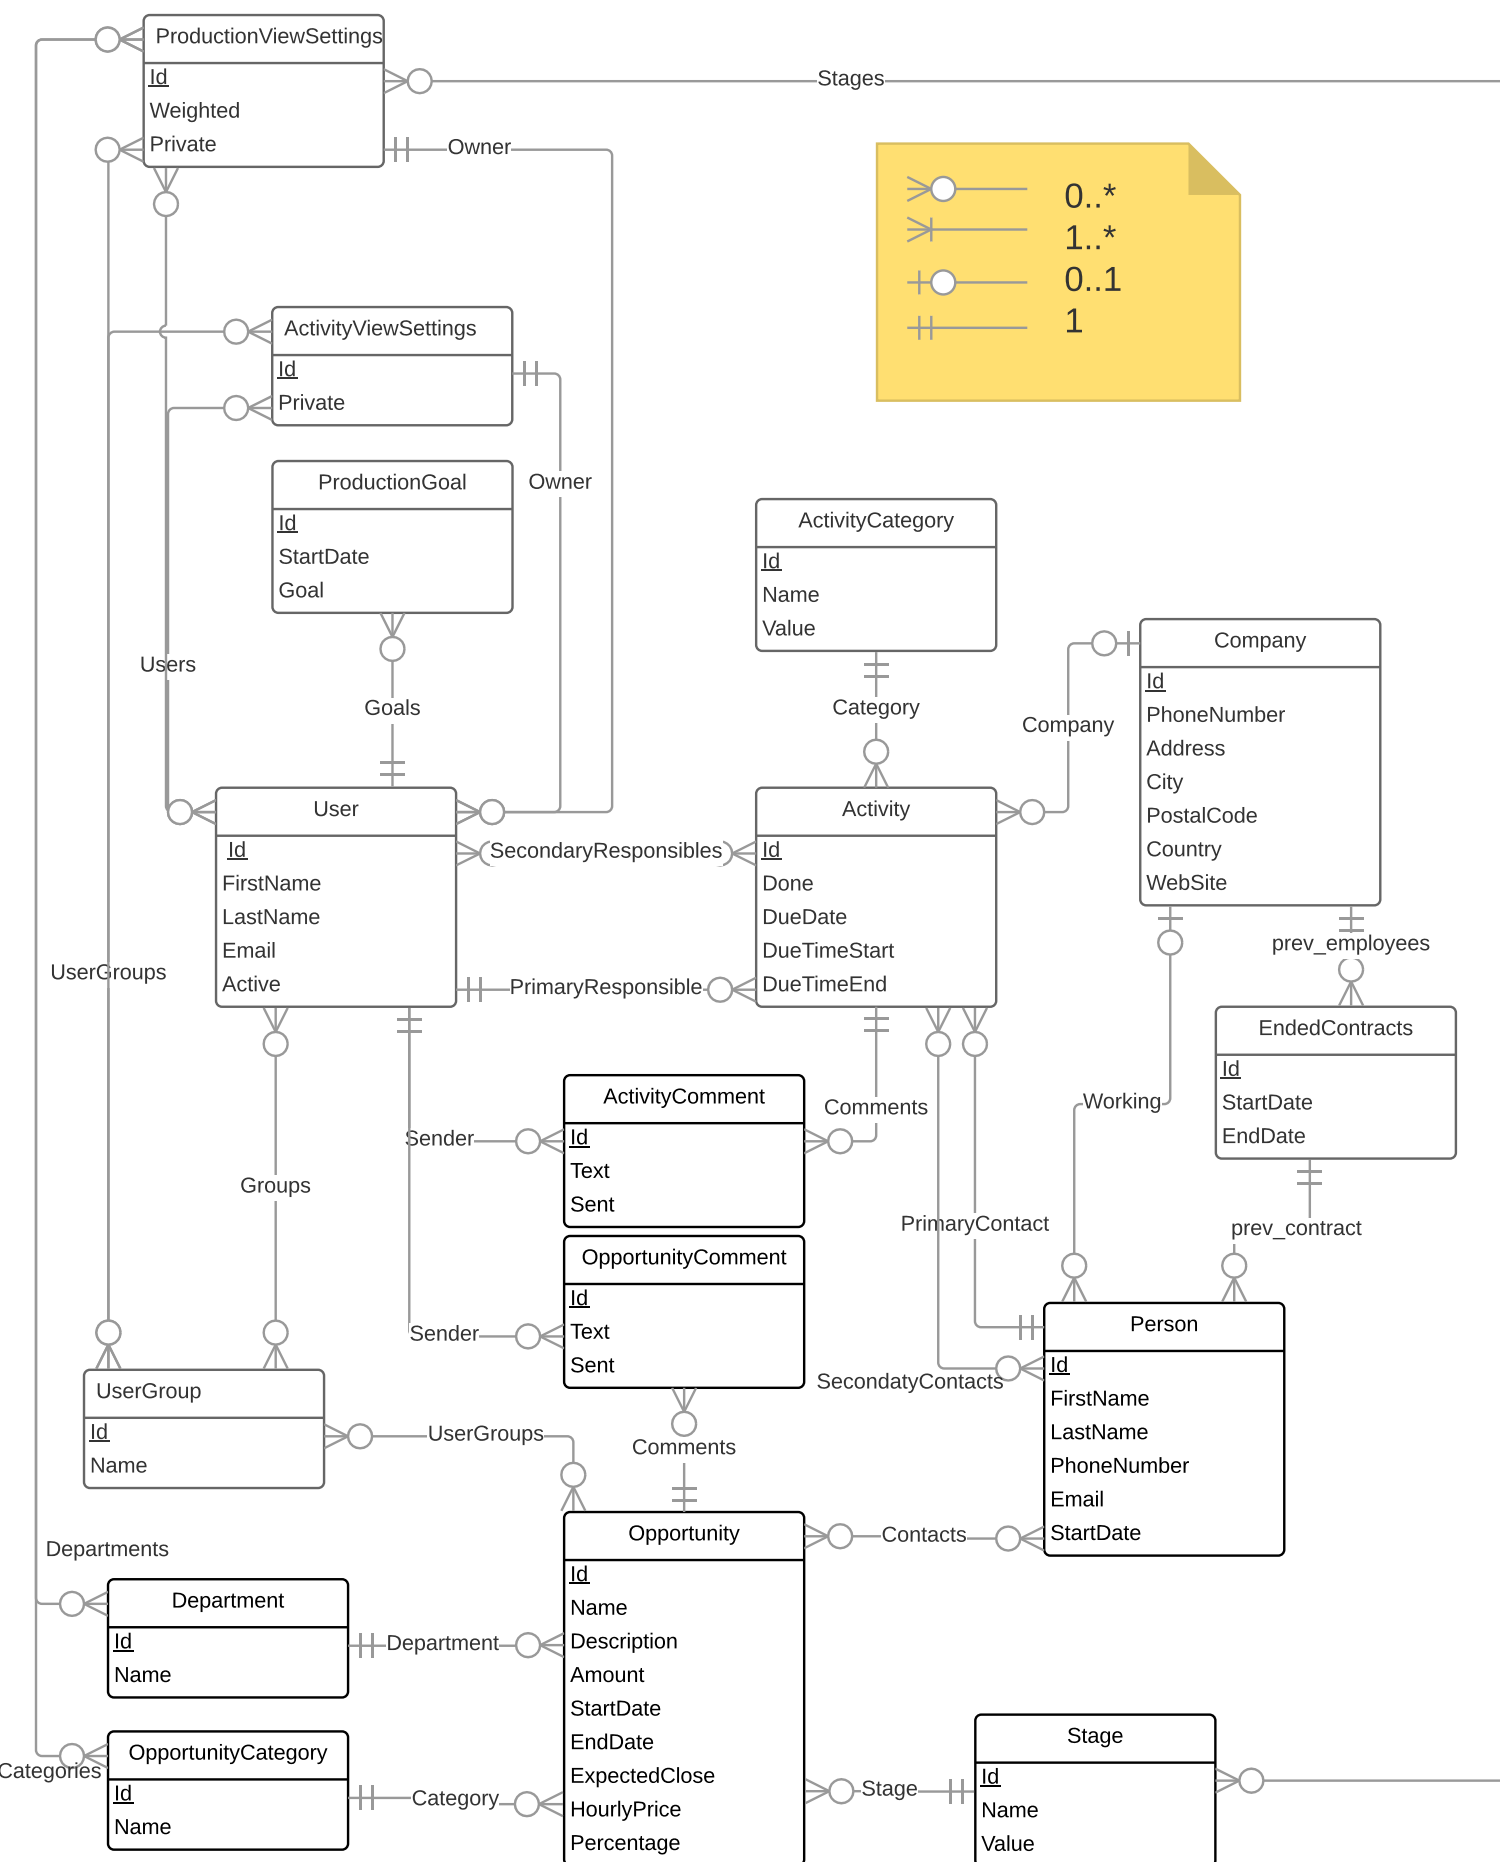 ProductionViewSettings
Id
Weighted
Private
Stages
Owner
0..*
1..*
0..1
1
ActivityViewSettings
Id
Private
ProductionGoal
Id
StartDate
Goal
Owner
ActivityCategory
Id
Name
Value
Users
Goals
Category
Company
Company
Id
PhoneNumber
Address
City
PostalCode
Country
WebSite
User
Id
FirstName
LastName
Email
Active
SecondaryResponsibles
PrimaryResponsible
Activity
Id
Done
DueDate
DueTimeStart
DueTimeEnd
prev_employees
UserGroups
EndedContracts
Id
StartDate
EndDate
ActivityComment
Id
Text
Sent
Comments
Working
Sender
Groups
PrimaryContact
prev_contract
OpportunityComment
Id
Text
Sent
Sender
Person
Id
FirstName
LastName
PhoneNumber
Email
StartDate
SecondatyContacts
UserGroup
Id
Name
UserGroups
Comments
Contacts
Opportunity
Id
Name
Description
Amount
StartDate
EndDate
ExpectedClose
HourlyPrice
Percentage
Departments
Department
Id
Name
Department
OpportunityCategory
Id
Name
Categories
Category
Stage
Stage
Id
Name
Value